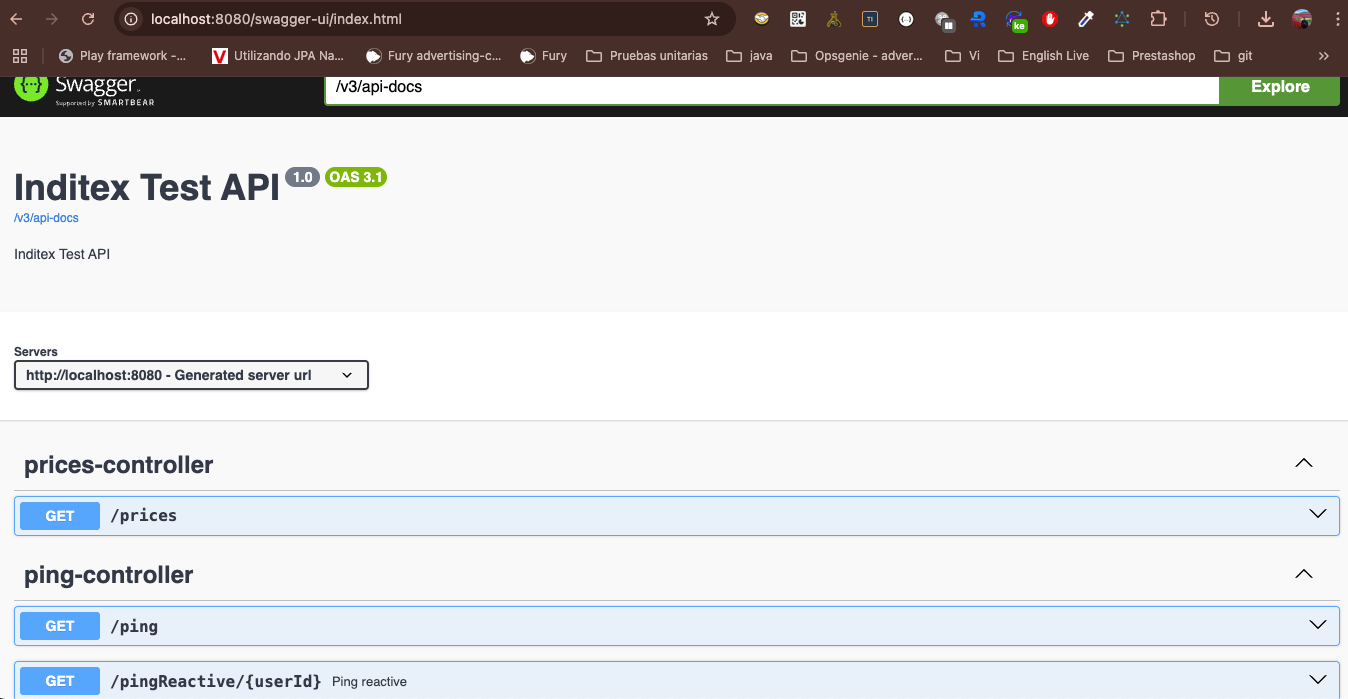 localhost:8080/swagger-ui/index.html
TI
ke
Play framework -...
V Utilizando JPA Na...
Fury advertising-c...
Fury
Pruebas unitarias
java
Opsgenie - adver...
Vi
English Live
Prestashop
git
»
{···} Swagger
Supported by SMARTBEAR
/v3/api-docs
Explore
Inditex Test API 1.0 OAS 3.1
/v3/api-docs
Inditex Test API
Servers
http://localhost:8080 - Generated server url
prices-controller
GET /prices
ping-controller
GET /ping
GET /pingReactive/{userId} Ping reactive